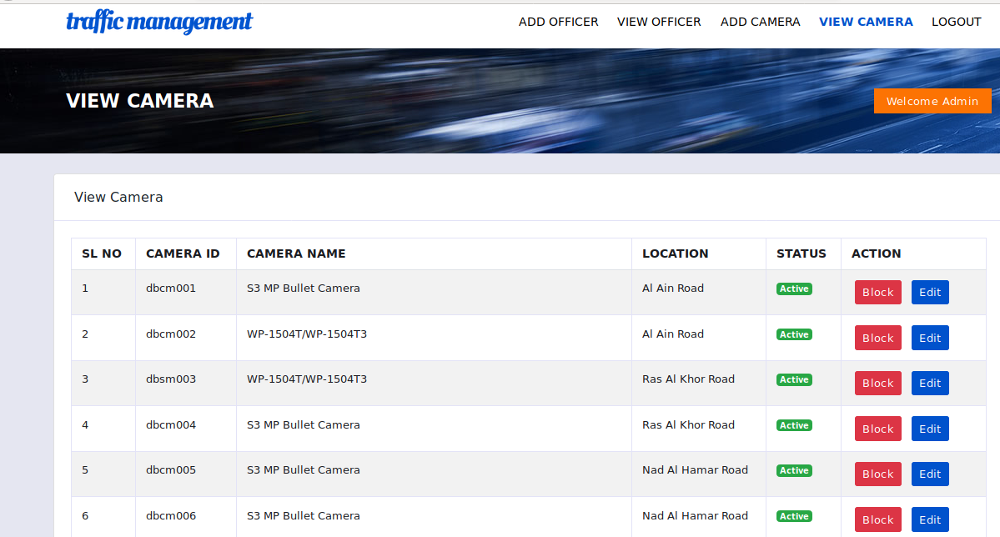 traffic management
ADD OFFICER VIEW OFFICER ADD CAMERA VIEW CAMERA LOGOUT
VIEW CAMERA
Welcome Admin
View Camera
SL NO CAMERA ID CAMERA NAME LOCATION STATUS ACTION
1 dbcm001 S3 MP Bullet Camera Al Ain Road Active Block Edit
2 dbcm002 WP-1504T/WP-1504T3 Al Ain Road Active Block Edit
3 dbsm003 WP-1504T/WP-1504T3 Ras Al Khor Road Active Block Edit
4 dbcm004 S3 MP Bullet Camera Ras Al Khor Road Active Block Edit
5 dbcm005 S3 MP Bullet Camera Nad Al Hamar Road Active Block Edit
6 dbcm006 S3 MP Bullet Camera Nad Al Hamar Road Active Block Edit